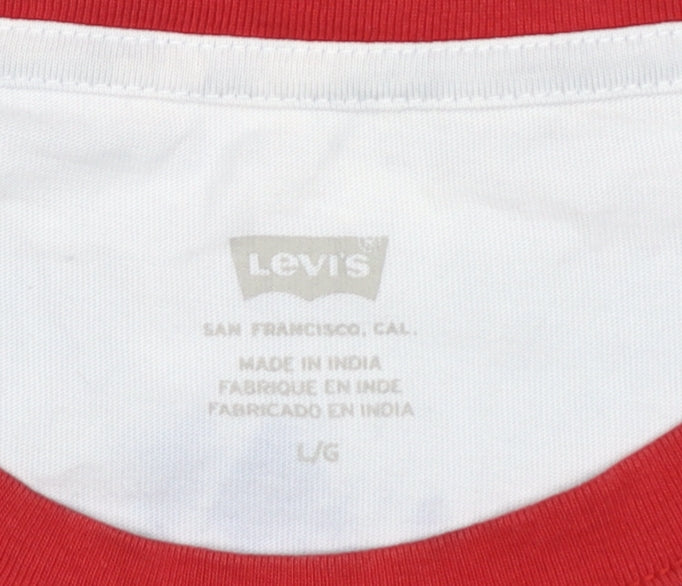 Levi's
SAN FRANCISCO, CAL.
MADE IN INDIA
FABRIQUE EN INDE
FABRICADO EN INDIA
L/G